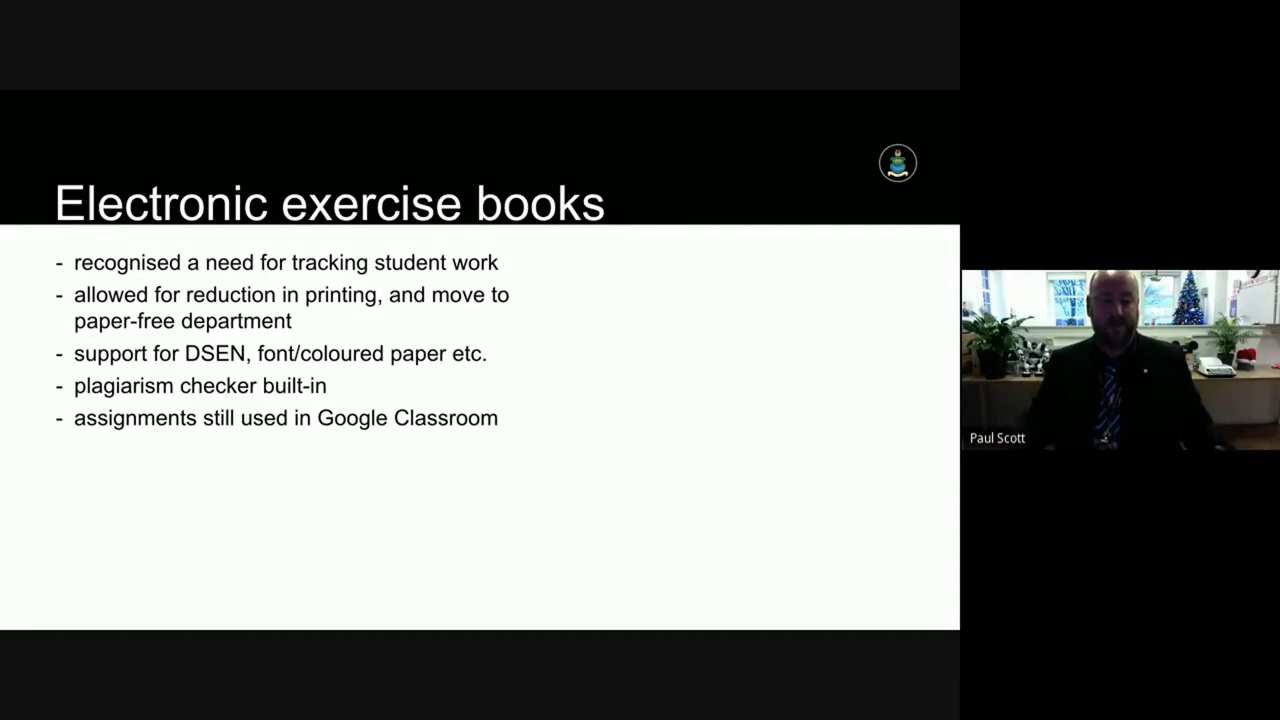 Electronic exercise books
- recognised a need for tracking student work
- allowed for reduction in printing, and move to
paper-free department
- support for DSEN, font/coloured paper etc.
- plagiarism checker built-in
- assignments still used in Google Classroom
Paul Scott